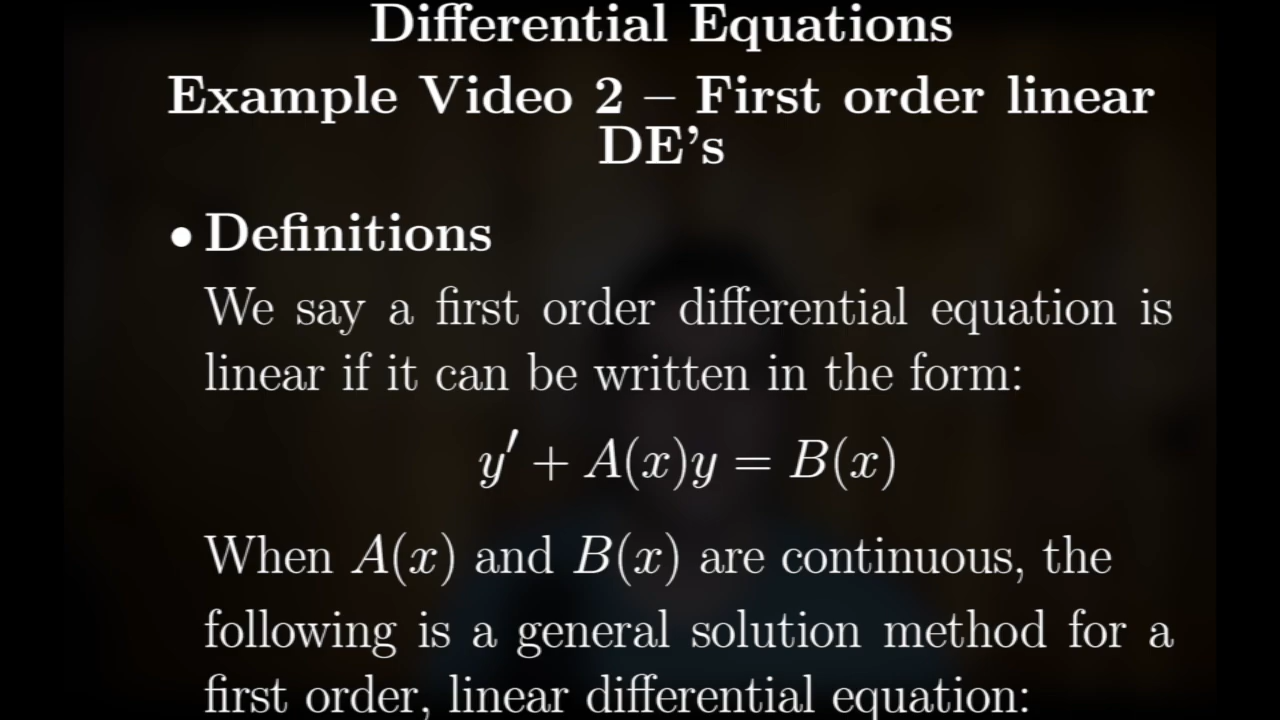 Differential Equations
Example Video 2 – First order linear
DE's
• Definitions
We say a first order differential equation is
linear if it can be written in the form:
y′ + A(x)y = B(x)
When A(x) and B(x) are continuous, the
following is a general solution method for a
first order, linear differential equation: